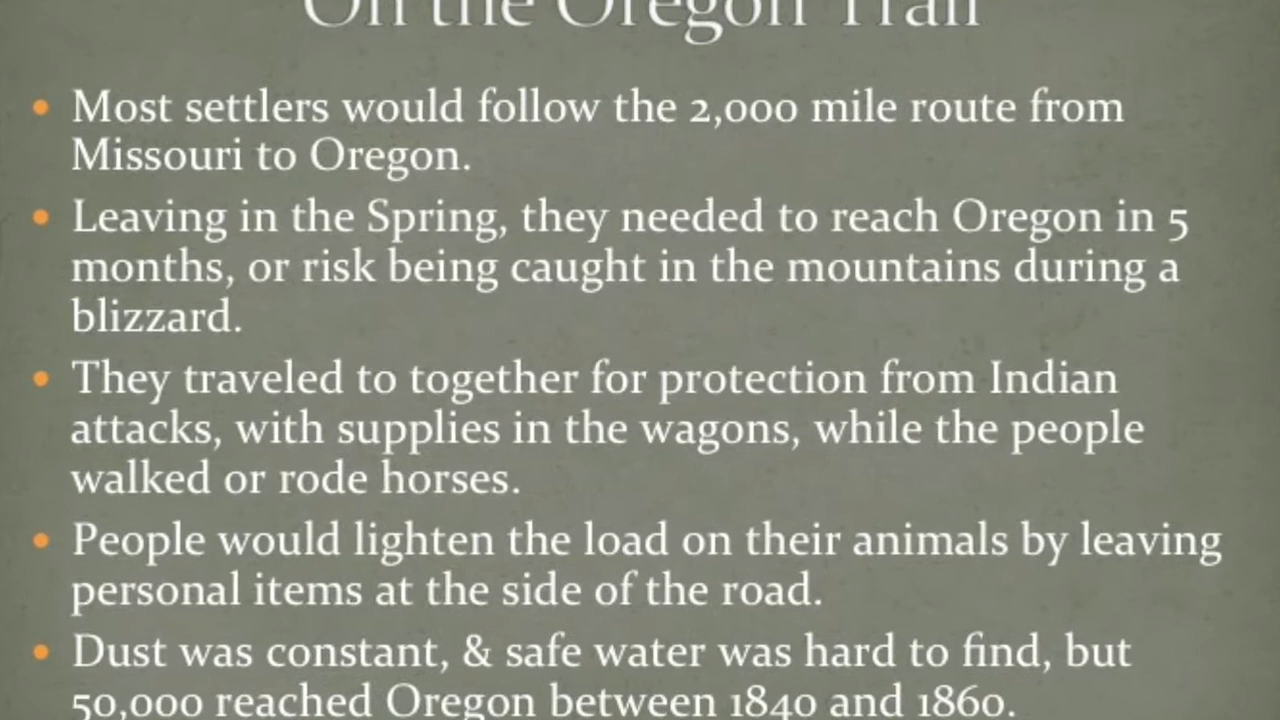 On the Oregon Trail
• Most settlers would follow the 2,000 mile route from
Missouri to Oregon.
• Leaving in the Spring, they needed to reach Oregon in 5
months, or risk being caught in the mountains during a
blizzard.
• They traveled to together for protection from Indian
attacks, with supplies in the wagons, while the people
walked or rode horses.
• People would lighten the load on their animals by leaving
personal items at the side of the road.
• Dust was constant, & safe water was hard to find, but
50,000 reached Oregon between 1840 and 1860.